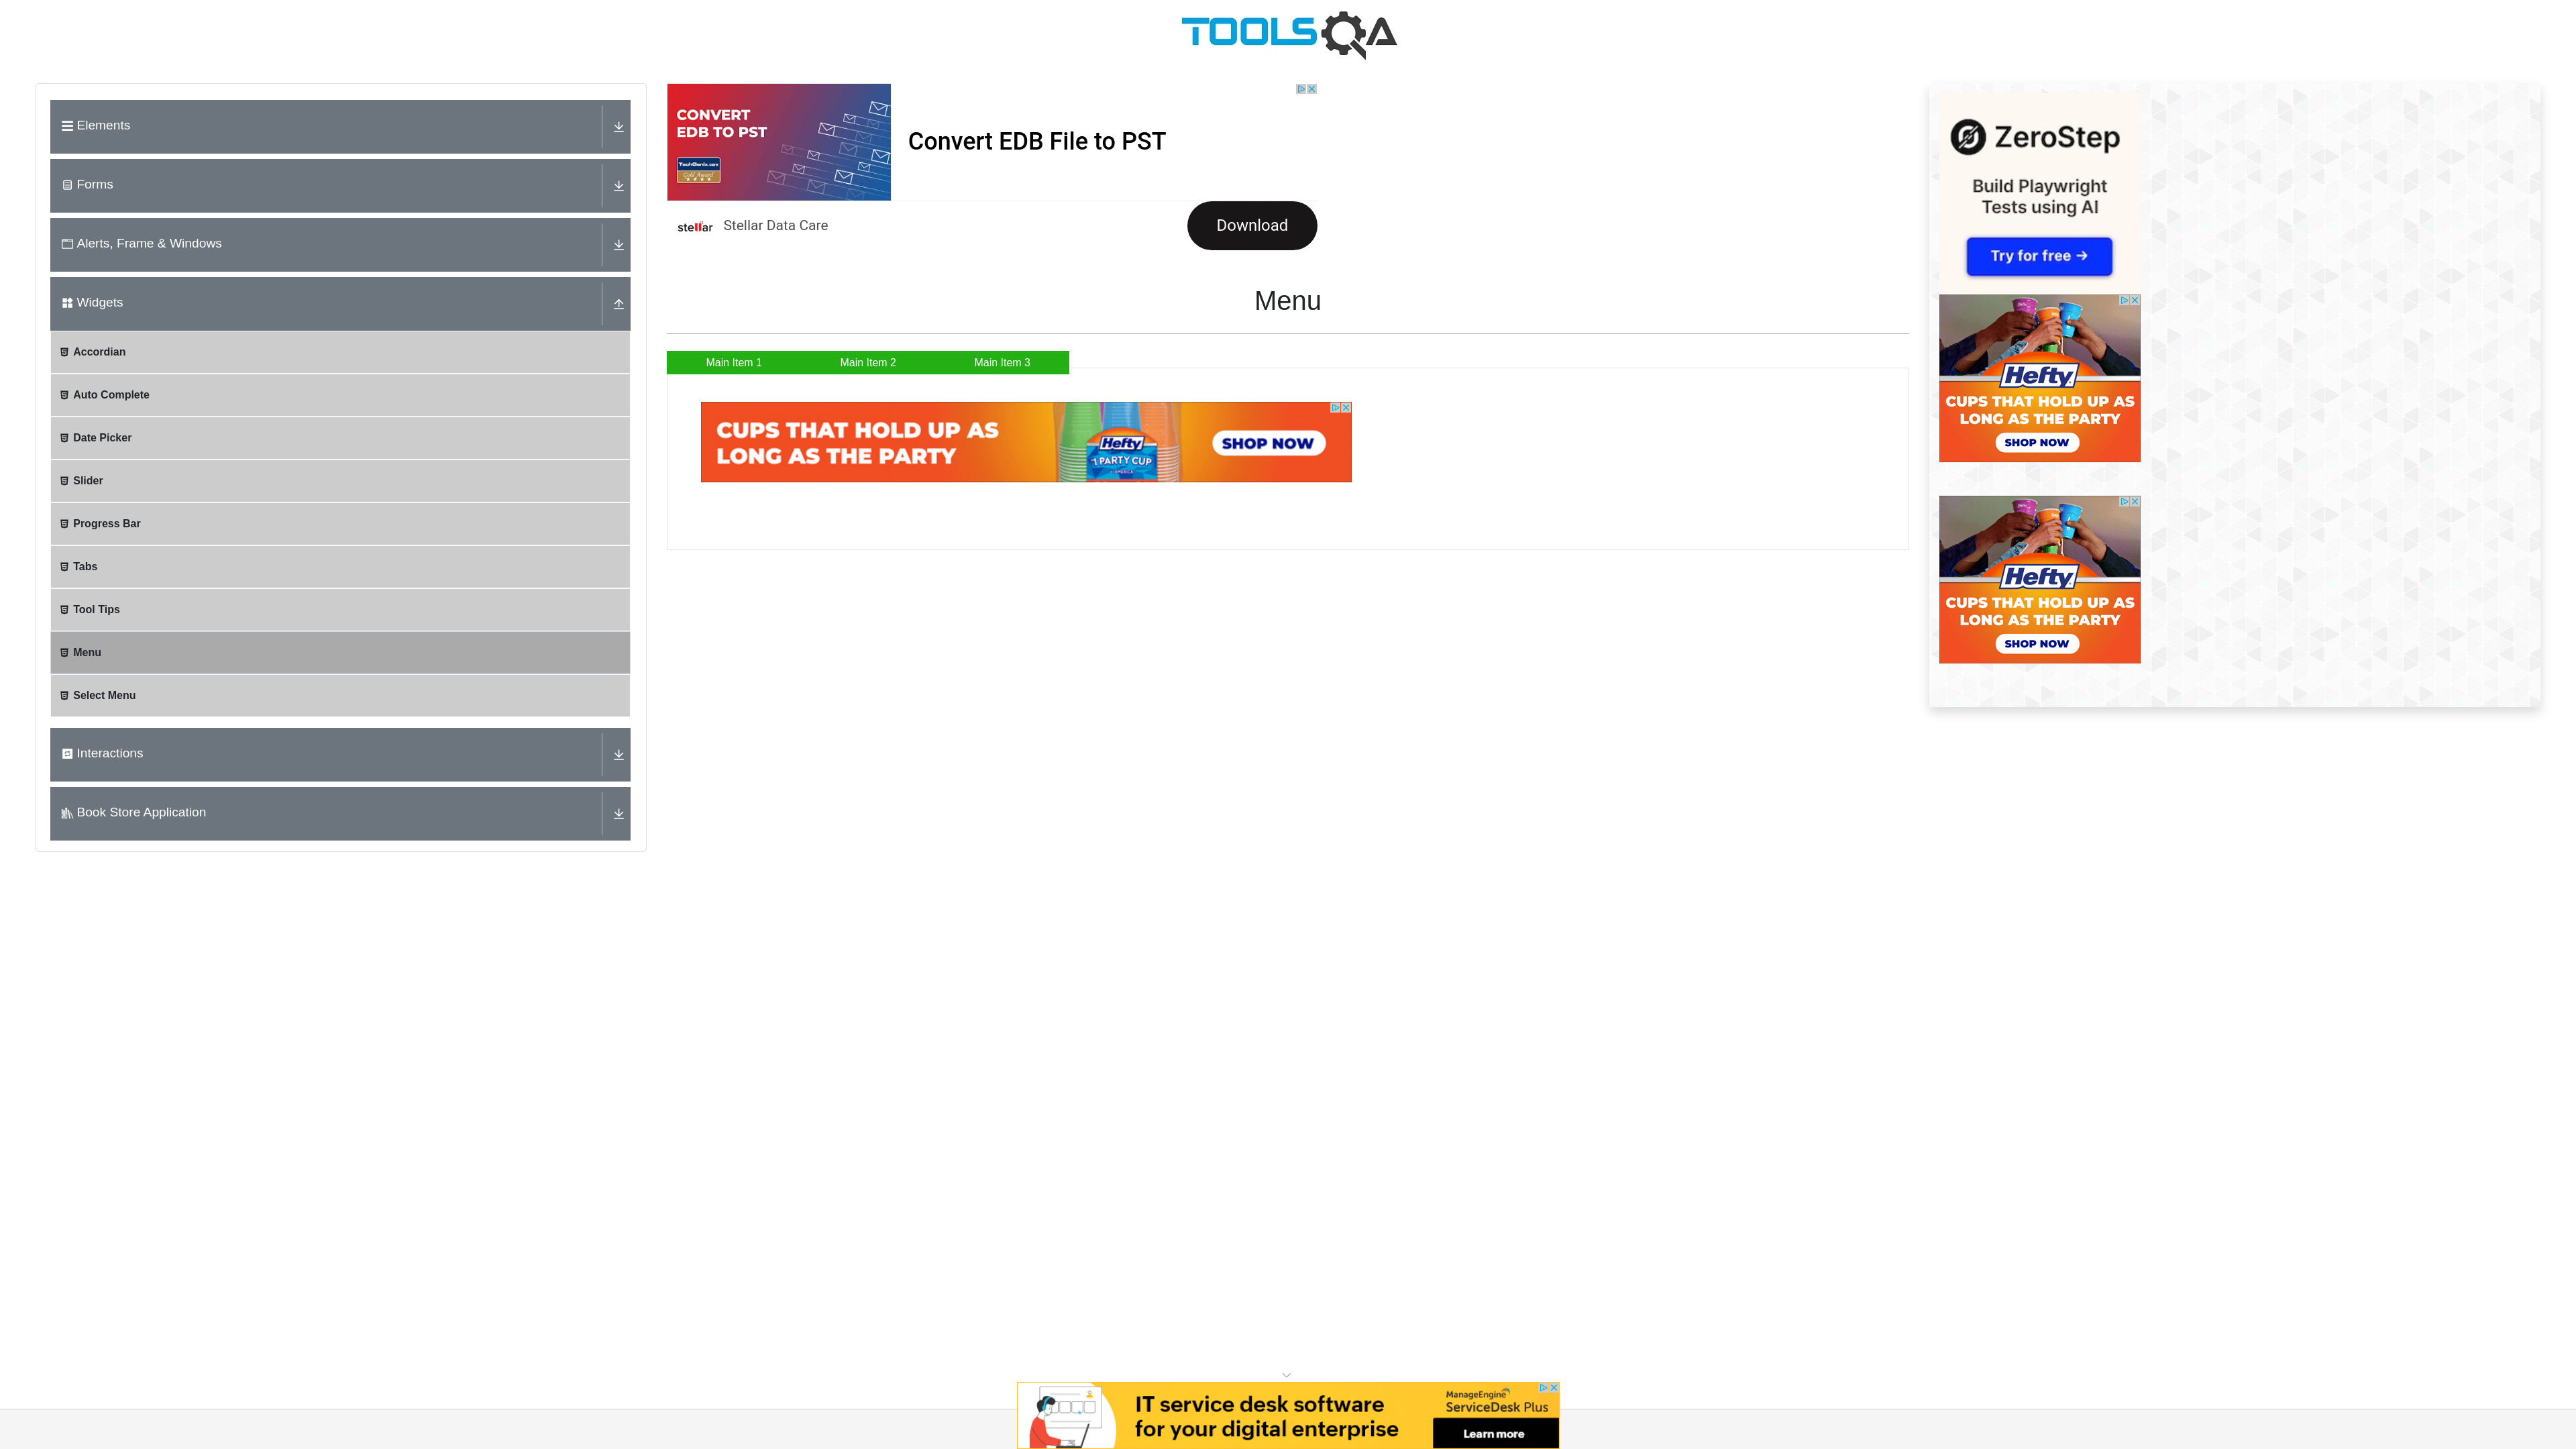 TOOLSQA
Elements
Forms
Alerts, Frame & Windows
Widgets
Accordian
Auto Complete
Date Picker
Slider
Progress Bar
Tabs
Tool Tips
Menu
Select Menu
Interactions
Book Store Application
CONVERT
EDB TO PST
TechGenix.com
Gold Award
Convert EDB File to PST
stellar
Stellar Data Care
Download
Menu
Main Item 1
Main Item 2
Main Item 3
CUPS THAT HOLD UP AS
LONG AS THE PARTY
Hefty
PARTY CUP
SHOP NOW
ZeroStep
Build Playwright
Tests using AI
Try for free →
Hefty
CUPS THAT HOLD UP AS
LONG AS THE PARTY
SHOP NOW
Hefty
CUPS THAT HOLD UP AS
LONG AS THE PARTY
SHOP NOW
IT service desk software
for your digital enterprise
ManageEngine
ServiceDesk Plus
Learn more